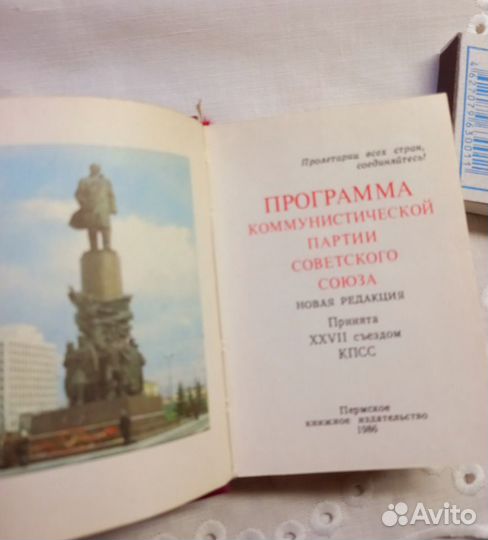 Пролетарии всех стран,
соединяйтесь!
ПРОГРАММА
КОММУНИСТИЧЕСКОЙ
ПАРТИИ
СОВЕТСКОГО
СОЮЗА
НОВАЯ РЕДАКЦИЯ
Принята
XXVII съездом
КПСС
Пермское
книжное издательство
1986
4627079630011
Avito